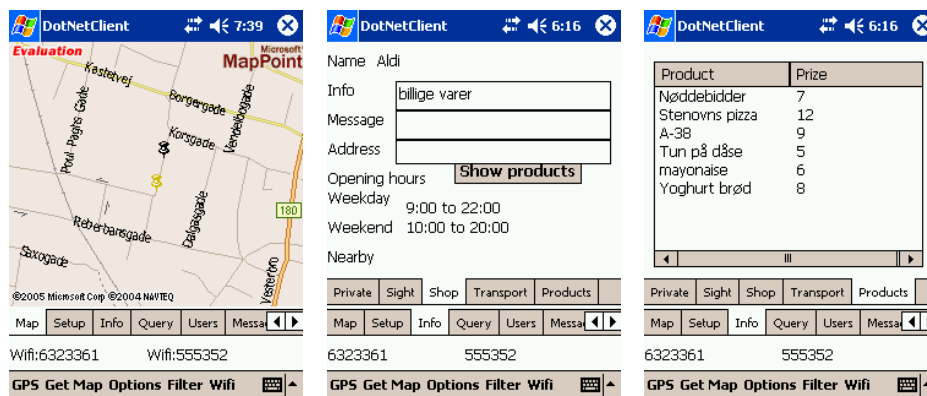 DotNetClient 7:39
Evaluation
Microsoft
MapPoint
Kastetvej
Borgergade
Poul Paghs Gade
Vendelbogade
Korsgade
180
Reberbansgade
Dalgasgade
Saxogade
Vesterbro
©2005 Microsoft Corp ©2004 NAVTEQ
Map Setup Info Query Users Messa
Wifi:6323361 Wifi:555352
GPS Get Map Options Filter Wifi
DotNetClient 6:16
Name Aldi
Info billige varer
Message
Address
Opening hours Show products
Weekday 9:00 to 22:00
Weekend 10:00 to 20:00
Nearby
Private Sight Shop Transport Products
Map Setup Info Query Users Messa
6323361 555352
GPS Get Map Options Filter Wifi
DotNetClient 6:16
Product Prize
Nøddebidder 7
Stenovns pizza 12
A-38 9
Tun på dåse 5
mayonaise 6
Yoghurt brød 8
Private Sight Shop Transport Products
Map Setup Info Query Users Messa
6323361 555352
GPS Get Map Options Filter Wifi